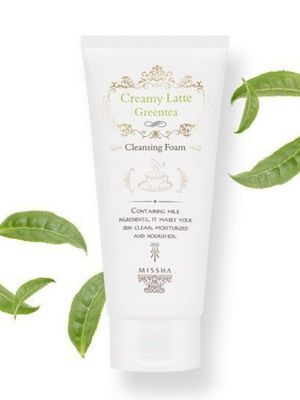 Creamy Latte
Greentea
Cleansing Foam
CONTAINING MILK
INGREDIENTS, IT MAKES YOUR
SKIN CLEAN, MOISTURIZED
AND NOURISHED.
MISSHA